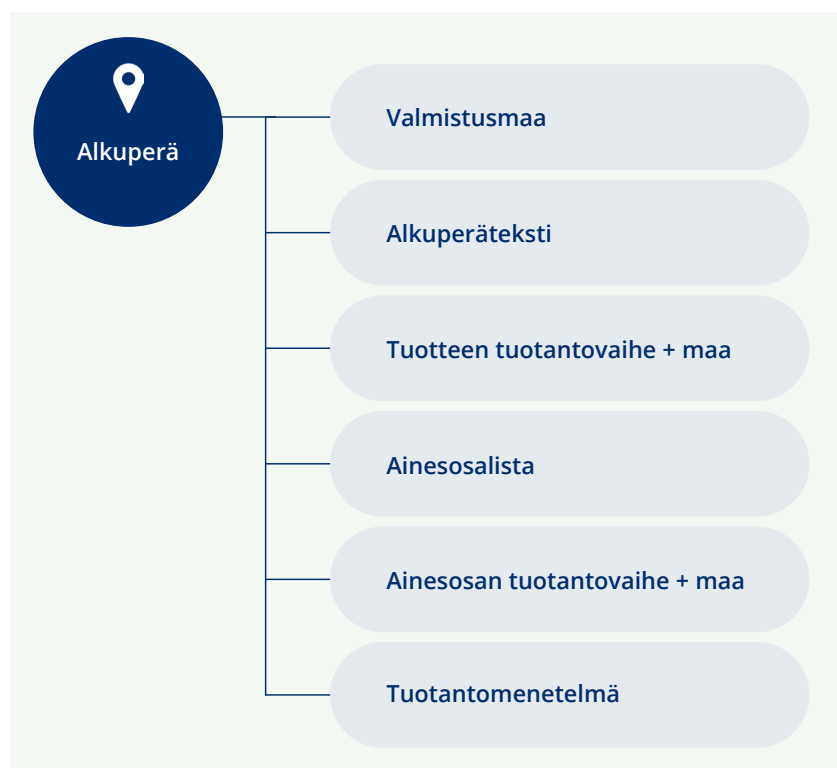 Alkuperä
Valmistusmaa
Alkuperäteksti
Tuotteen tuotantovaihe + maa
Ainesosalista
Ainesosan tuotantovaihe + maa
Tuotantomenetelmä